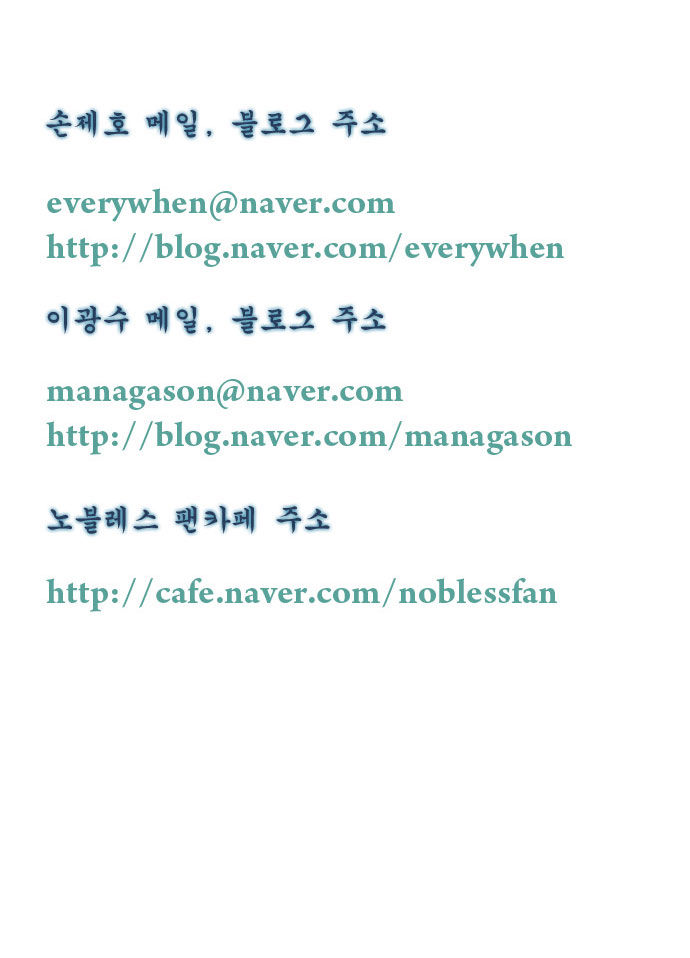 손제호 메일, 블로그 주소
everywhen@naver.com
http://blog.naver.com/everywhen
이광수 메일, 블로그 주소
managason@naver.com
http://blog.naver.com/managason
노블레스 팬카페 주소
http://cafe.naver.com/noblessfan